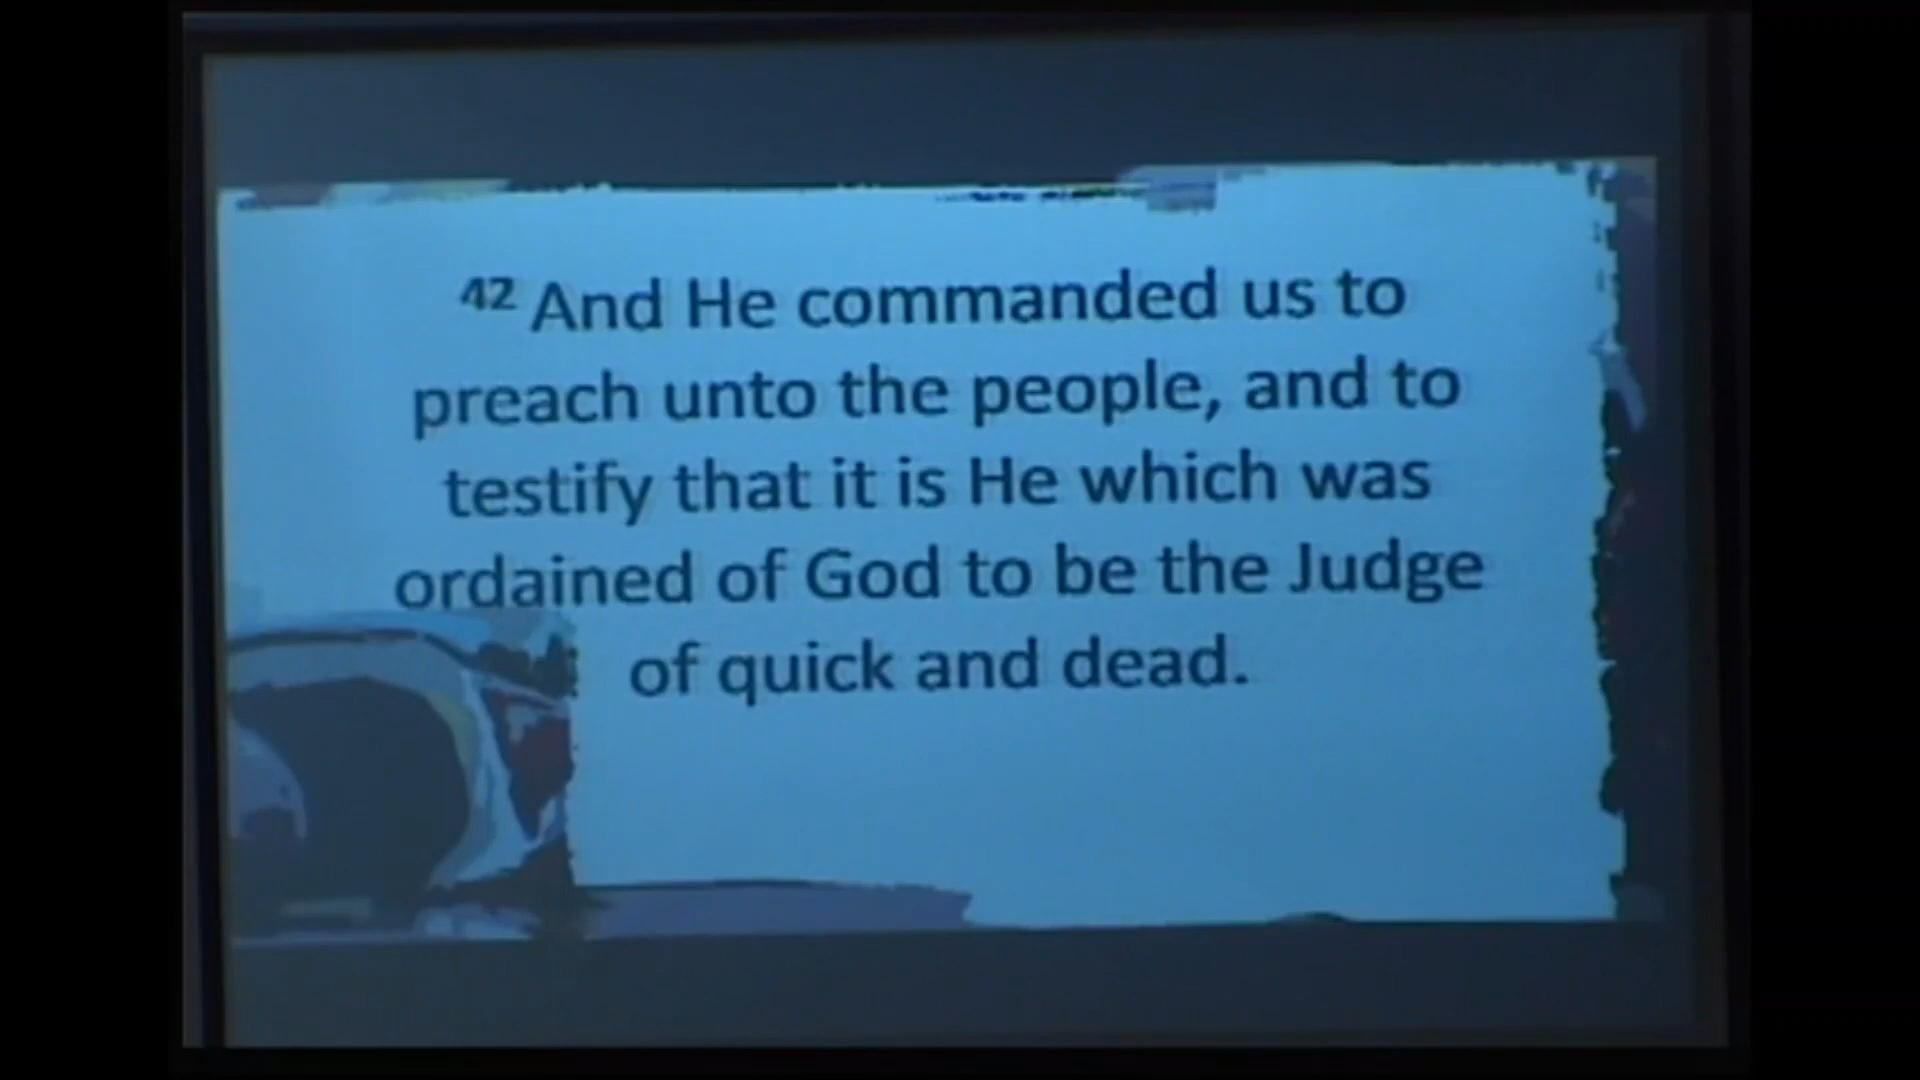 42 And He commanded us to
preach unto the people, and to
testify that it is He which was
ordained of God to be the Judge
of quick and dead.